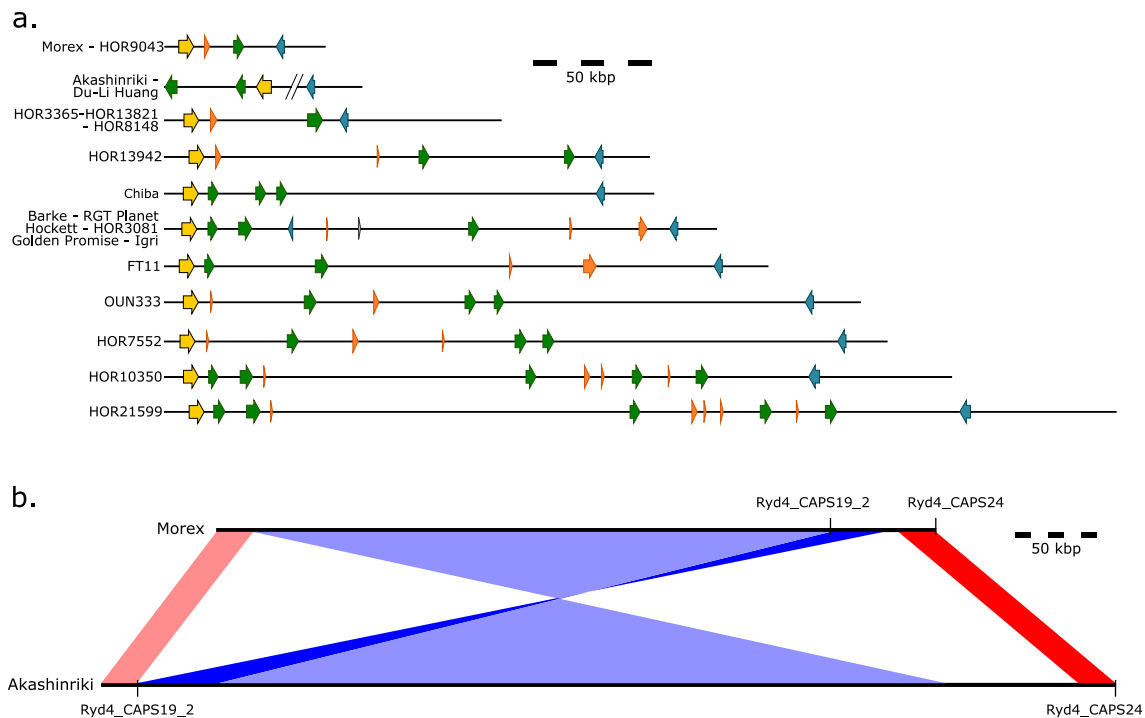 a.
Morex - HOR9043
50 kbp
Akashinriki -
Du-Li Huang
HOR3365-HOR13821
- HOR8148
HOR13942
Chiba
Barke - RGT Planet
Hockett - HOR3081
Golden Promise - Igri
FT11
OUN333
HOR7552
HOR10350
HOR21599
b.
Ryd4_CAPS19_2
Ryd4_CAPS24
Morex
50 kbp
Akashinriki
Ryd4_CAPS19_2
Ryd4_CAPS24